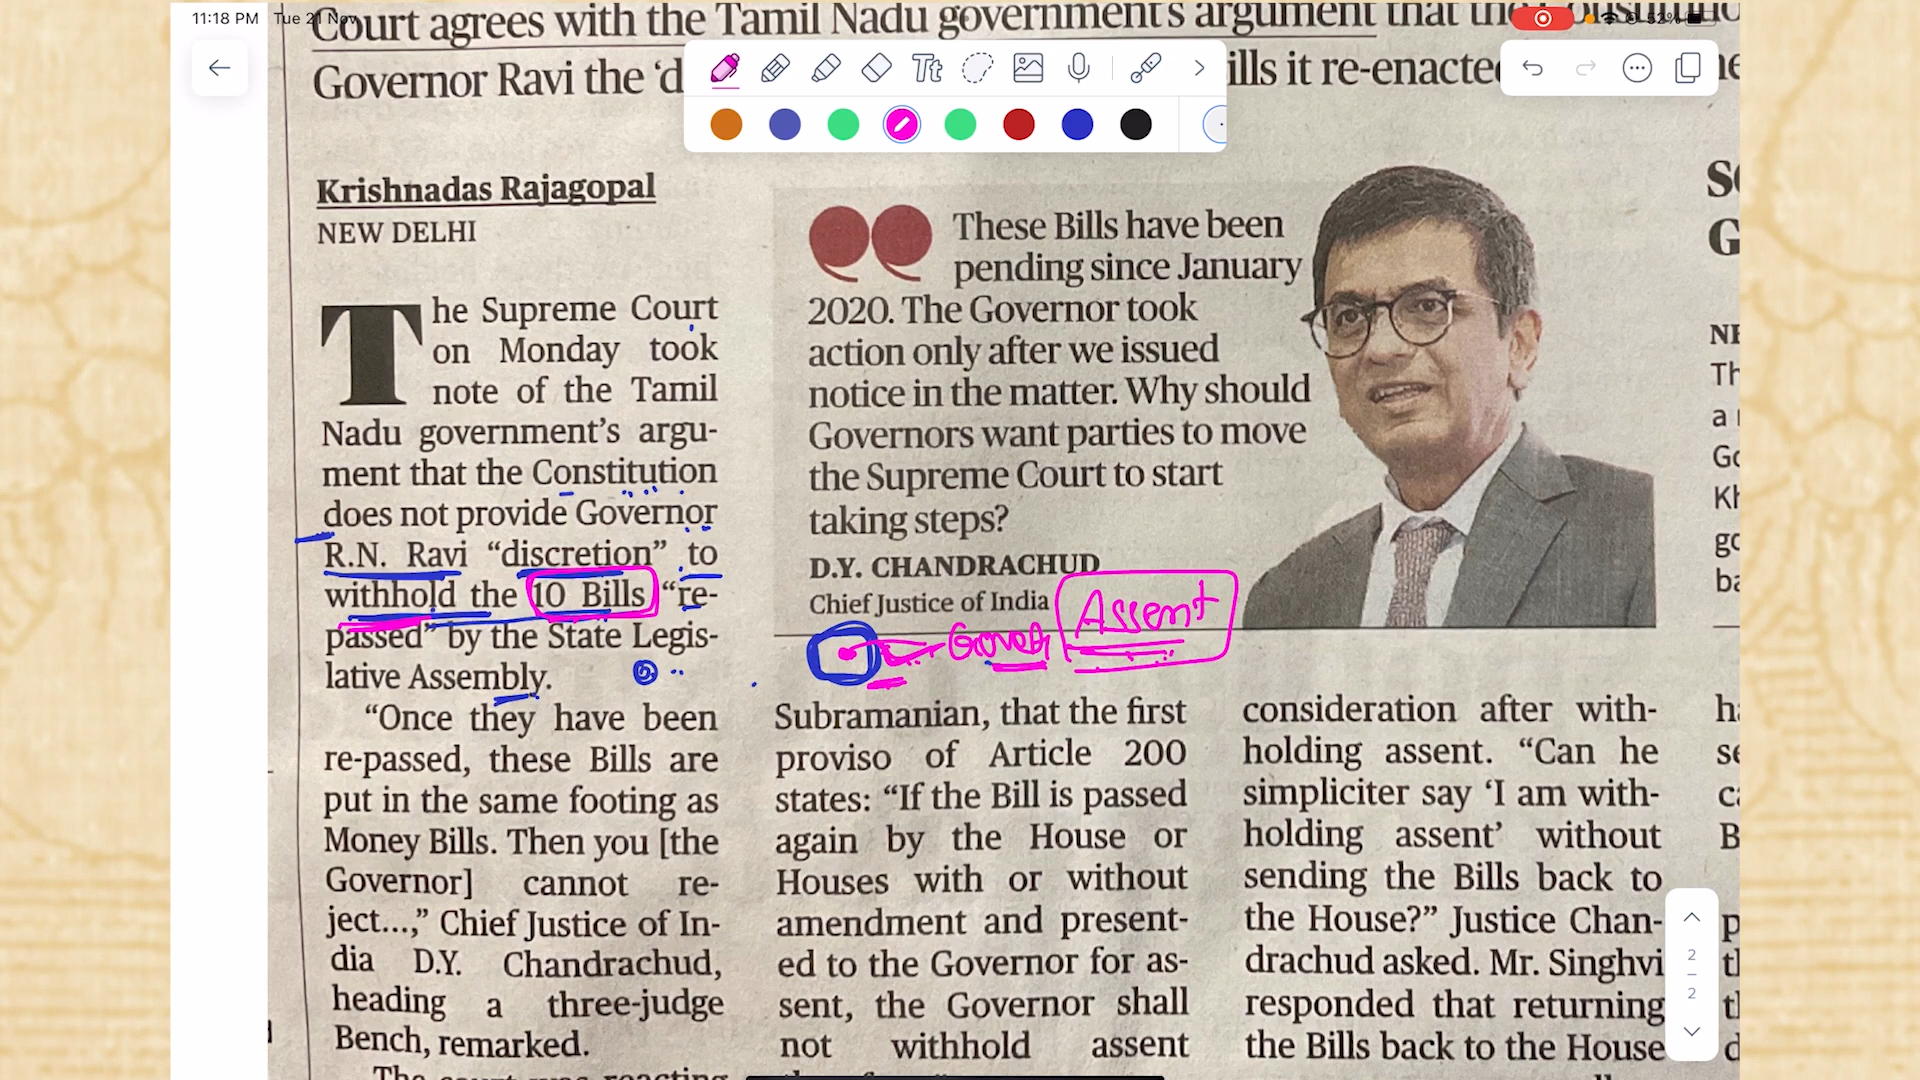 11:18 PM Tue 21 Nov
52%
Court agrees with the Tamil Nadu government's argument that the
Governor Ravi the 'd
ills it re-enacted
Tt
Krishnadas Rajagopal
NEW DELHI
The Supreme Court
on Monday took
note of the Tamil
Nadu government's argu-
ment that the Constitution
does not provide Governor
R.N. Ravi "discretion" to
withhold the 10 Bills "re-
passed" by the State Legis-
lative Assembly.
"Once they have been
re-passed, these Bills are
put in the same footing as
Money Bills. Then you [the
Governor] cannot re-
ject...," Chief Justice of In-
dia D.Y. Chandrachud,
heading a three-judge
Bench, remarked.
These Bills have been
pending since January
2020. The Governor took
action only after we issued
notice in the matter. Why should
Governors want parties to move
the Supreme Court to start
taking steps?
D.Y. CHANDRACHUD
Chief Justice of India
Assent
Subramanian, that the first
proviso of Article 200
states: "If the Bill is passed
again by the House or
Houses with or without
amendment and present-
ed to the Governor for as-
sent, the Governor shall
not withhold assent
consideration after with-
holding assent. "Can he
simpliciter say 'I am with-
holding assent' without
sending the Bills back to
the House?" Justice Chan-
drachud asked. Mr. Singhvi
responded that returning
the Bills back to the House
2
2